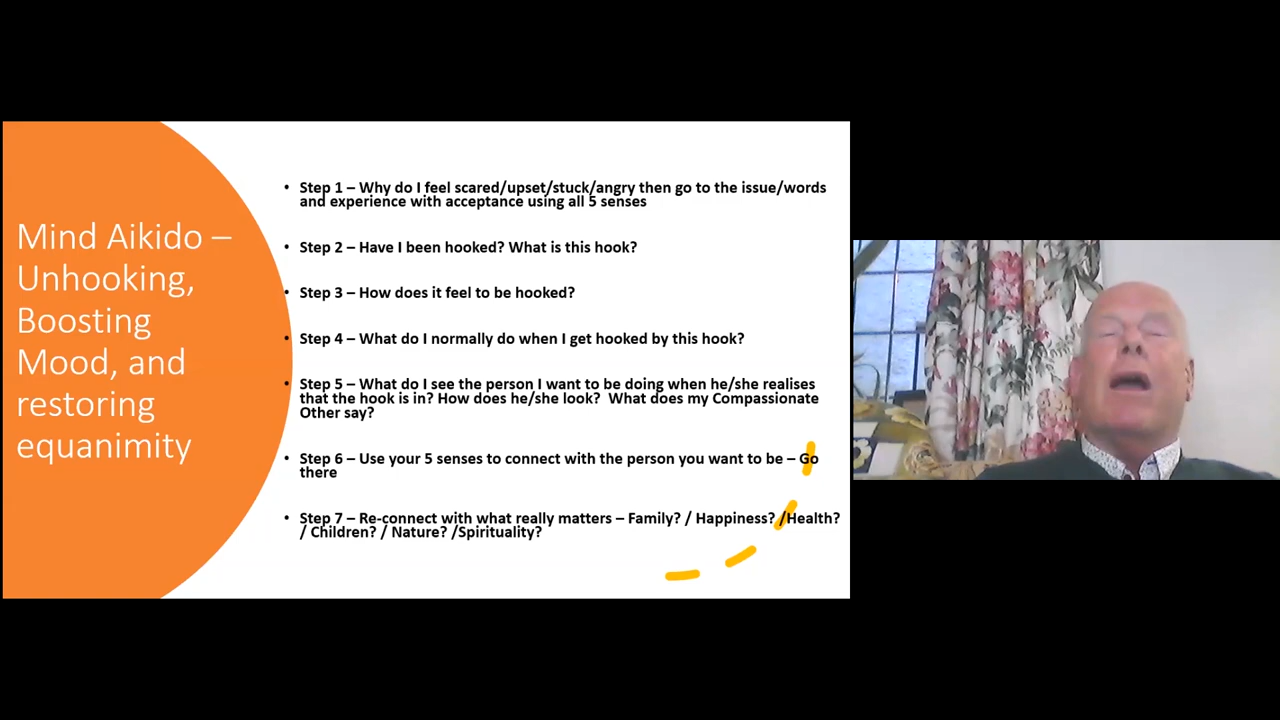 Mind Aikido –
Unhooking,
Boosting
Mood, and
restoring
equanimity
• Step 1 – Why do I feel scared/upset/stuck/angry then go to the issue/words
and experience with acceptance using all 5 senses
• Step 2 – Have I been hooked? What is this hook?
• Step 3 – How does it feel to be hooked?
• Step 4 – What do I normally do when I get hooked by this hook?
• Step 5 – What do I see the person I want to be doing when he/she realises
that the hook is in? How does he/she look?  What does my Compassionate
Other say?
• Step 6 – Use your 5 senses to connect with the person you want to be – Go
there
• Step 7 – Re-connect with what really matters – Family? / Happiness? /Health?
/ Children? / Nature? /Spirituality?